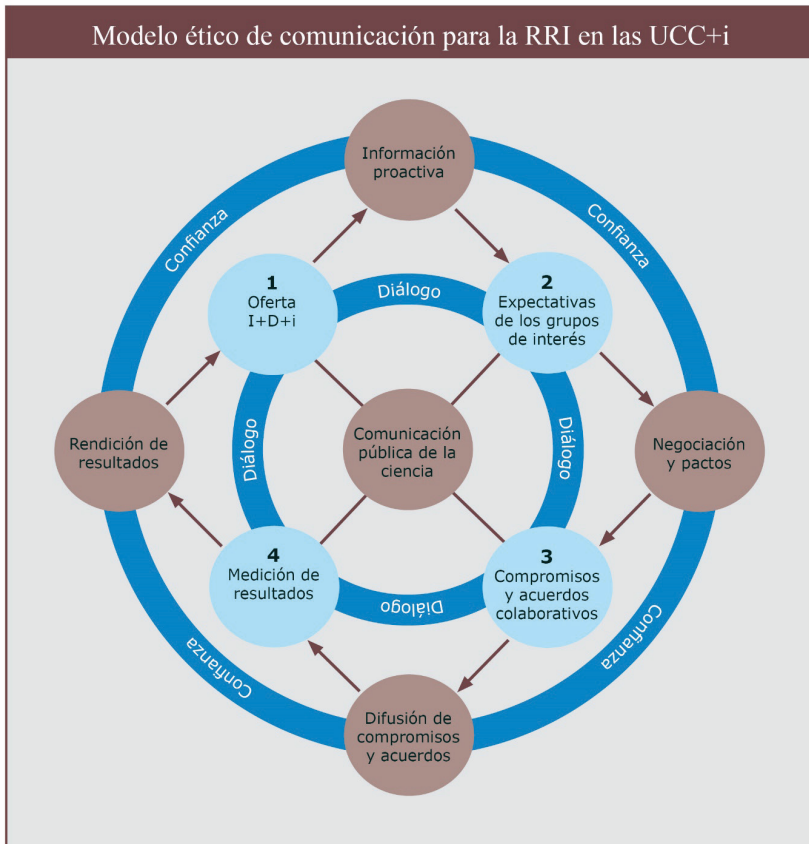 Modelo ético de comunicación para la RRI en las UCC+i
Información
proactiva
Confianza
Confianza
1
Oferta
I+D+i
Diálogo
2
Expectativas
de los grupos
de interés
Rendición de
resultados
Diálogo
Comunicación
pública de la
ciencia
Diálogo
Negociación
y pactos
4
Medición de
resultados
Diálogo
3
Compromisos
y acuerdos
colaborativos
Confianza
Confianza
Difusión de
compromisos
y acuerdos